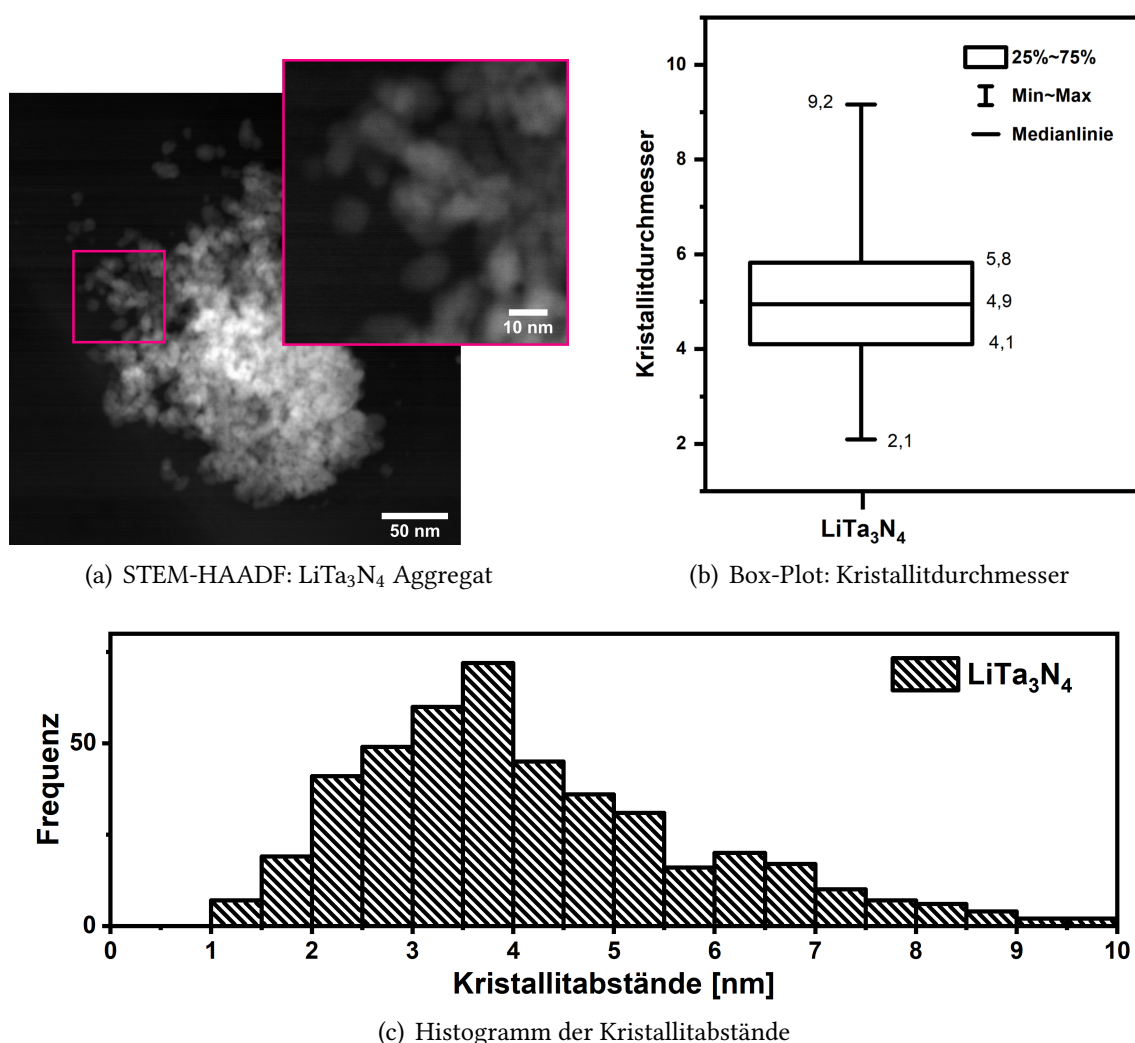 10 nm
50 nm
(a) STEM-HAADF: LiTa₃N₄ Aggregat
Kristallitdurchmesser
10
8
6
4
2
25%~75%
Min~Max
Medianlinie
9,2
5,8
4,9
4,1
2,1
LiTa₃N₄
(b) Box-Plot: Kristallitdurchmesser
Frequenz
50
0
LiTa₃N₄
0 1 2 3 4 5 6 7 8 9 10
Kristallitabstände [nm]
(c) Histogramm der Kristallitabstände